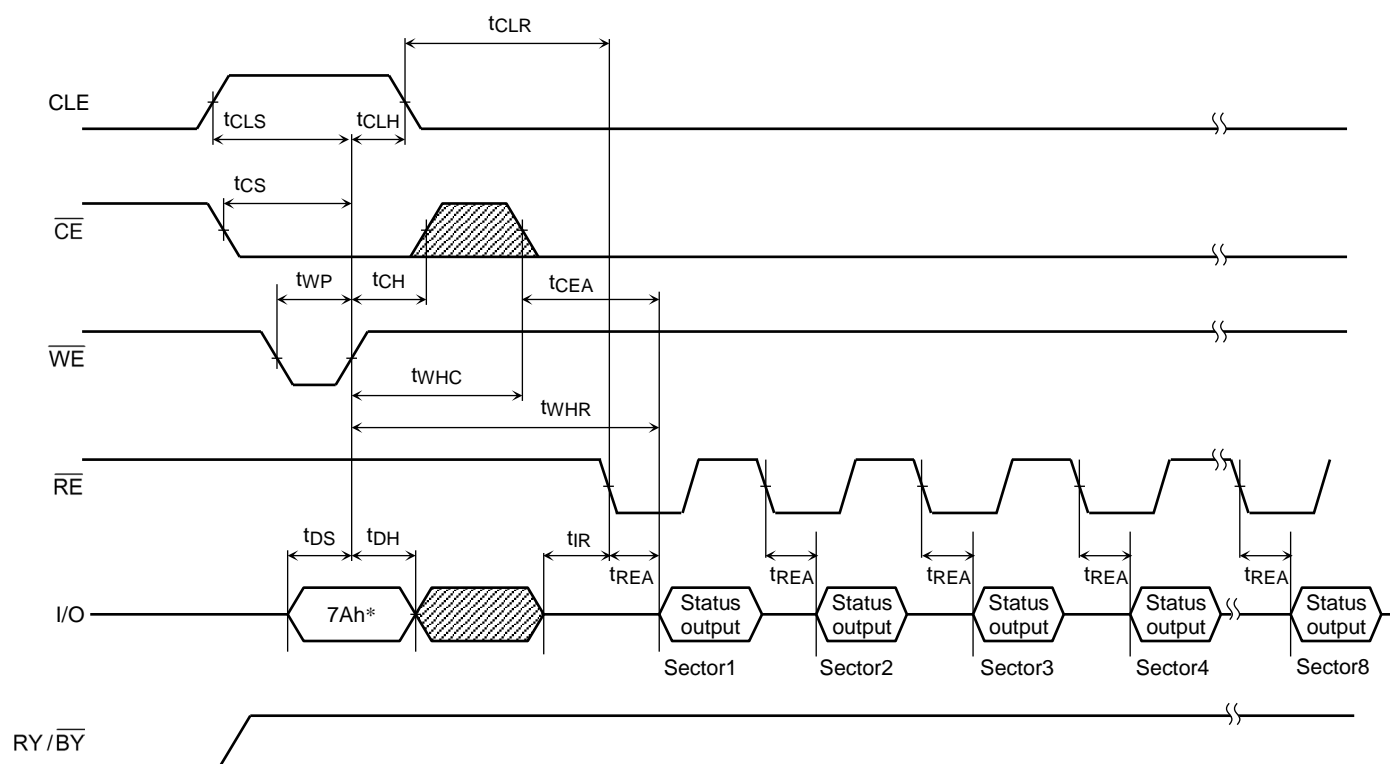 tCLR
CLE
tCLS
tCLH
tCS
CE
tWP
tCH
tCEA
WE
tWHC
tWHR
RE
tDS
tDH
tIR
tREA
tREA
tREA
tREA
tREA
I/O
7Ah*
Status output
Status output
Status output
Status output
Status output
Sector1
Sector2
Sector3
Sector4
Sector8
RY/BY